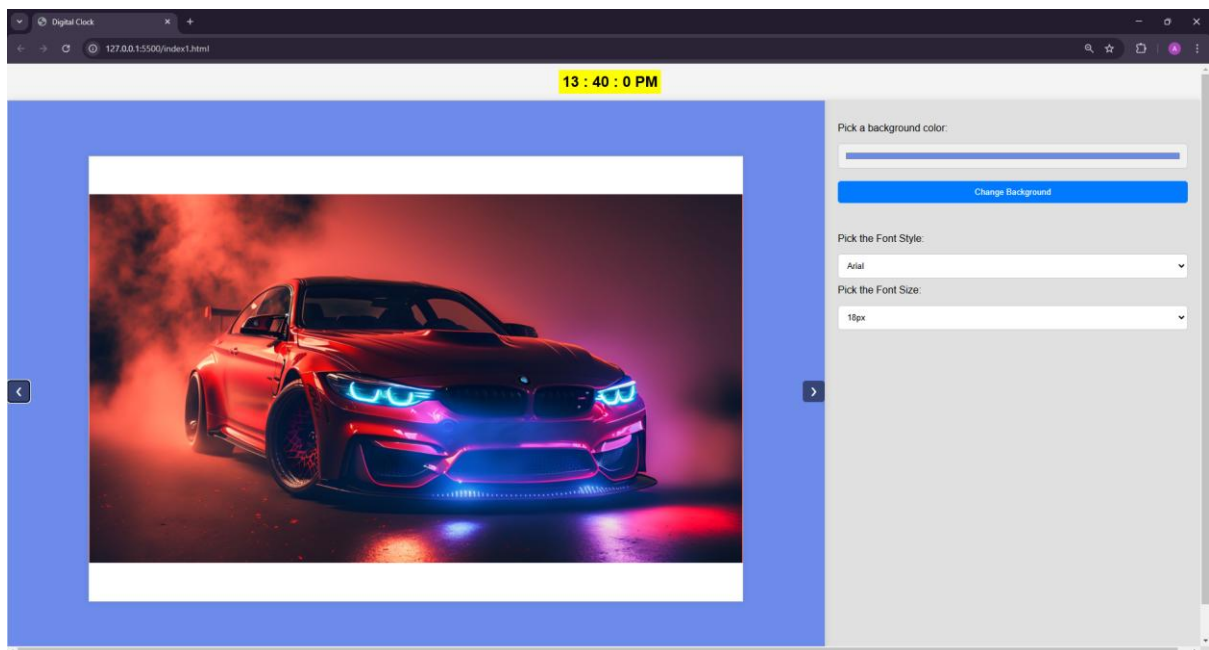 Digital Clock
127.0.0.1:5500/index1.html
A
13 : 40 : 0 PM
Pick a background color:
Change Background
Pick the Font Style:
Arial
Pick the Font Size:
18px